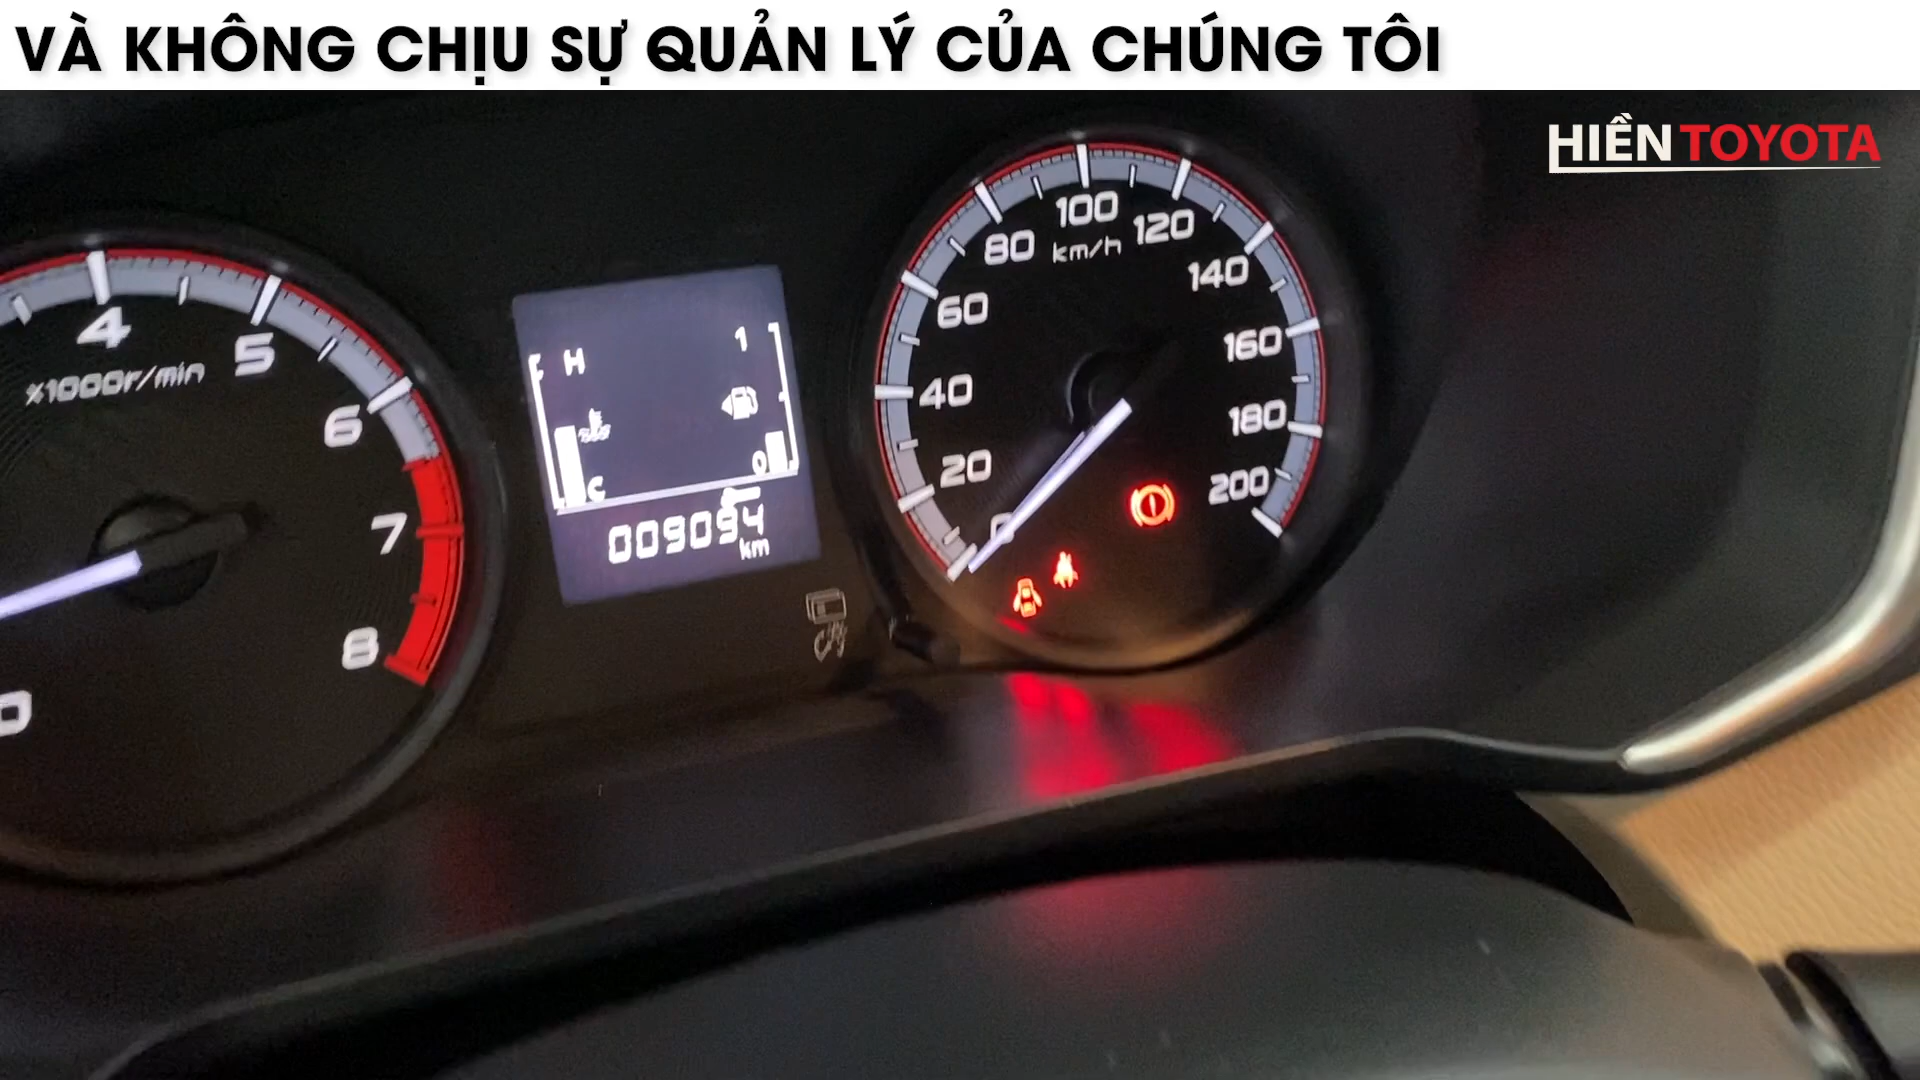 VÀ KHÔNG CHỊU SỰ QUẢN LÝ CỦA CHÚNG TÔI
HIỀN TOYOTA
4
5
6
7
8
0
x1000r/min
H
C
1
0
009094
km
0
20
40
60
80
100
120
140
160
180
200
km/h